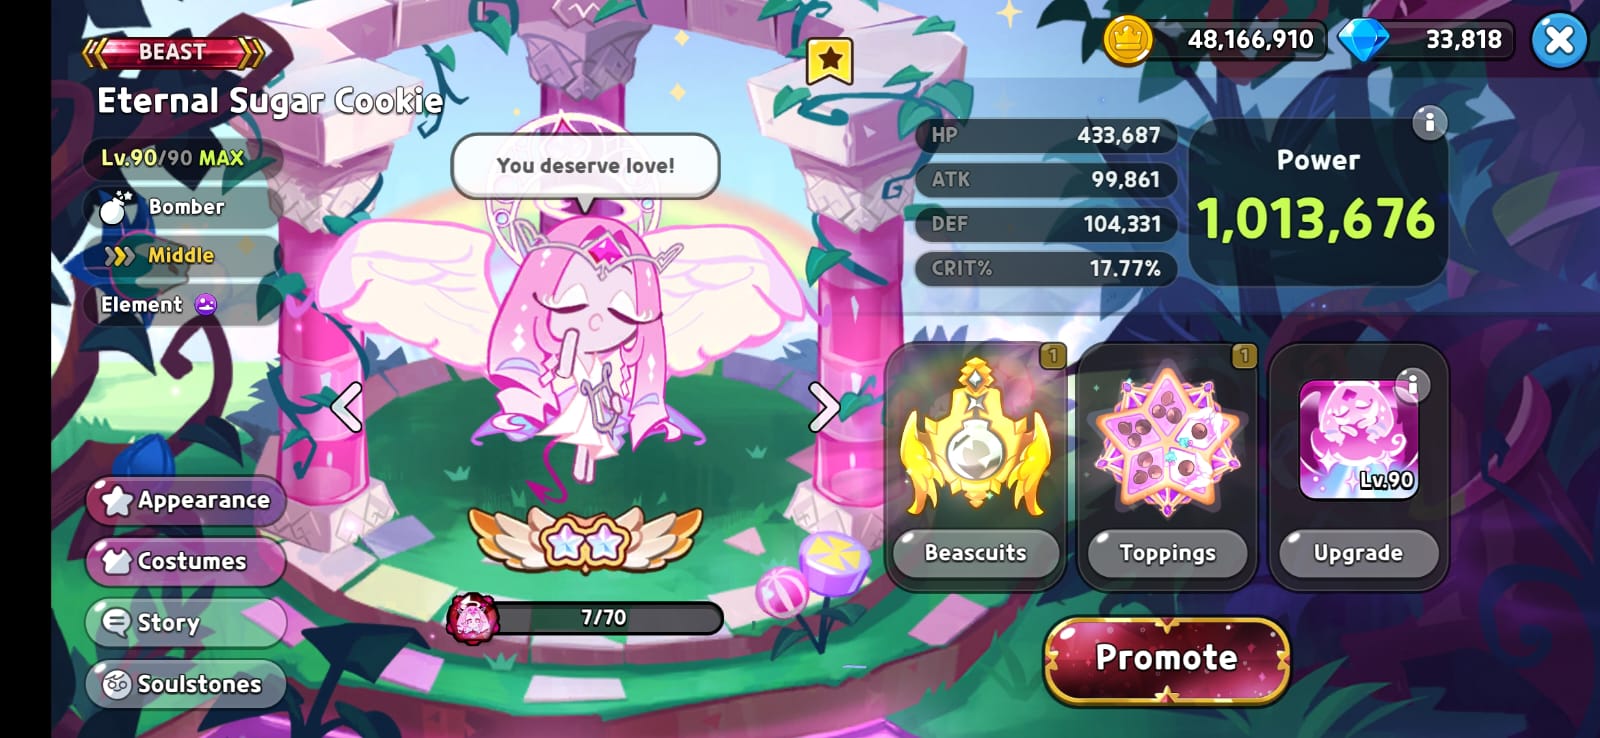 BEAST
Eternal Sugar Cookie
Lv.90/90 MAX
Bomber
Middle
Element
Appearance
Costumes
Story
Soulstones
You deserve love!
7/70
48,166,910
33,818
HP 433,687
ATK 99,861
DEF 104,331
CRIT% 17.77%
i
Power
1,013,676
1
Beascuits
1
Toppings
i
Lv.90
Upgrade
Promote